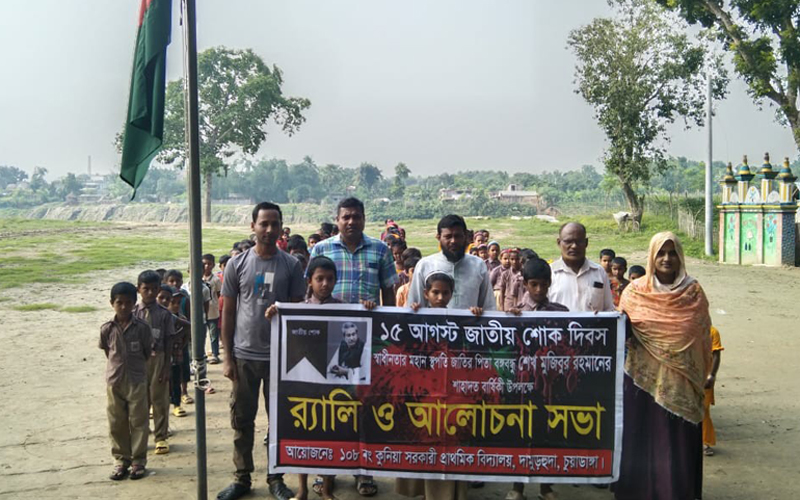 জাতীয় শোক
১৫ আগস্ট জাতীয় শোক দিবস
স্বাধীনতার মহান স্থপতি জাতির পিতা বঙ্গবন্ধু শেখ মুজিবুর রহমানের
শাহাদত বার্ষিকী উপলক্ষে
র‍্যালি ও আলোচনা সভা
আয়োজনেঃ ১০৮ নং কুনিয়া সরকারী প্রাথমিক বিদ্যালয়, দামুড়হুদা, চুয়াডাঙ্গা।